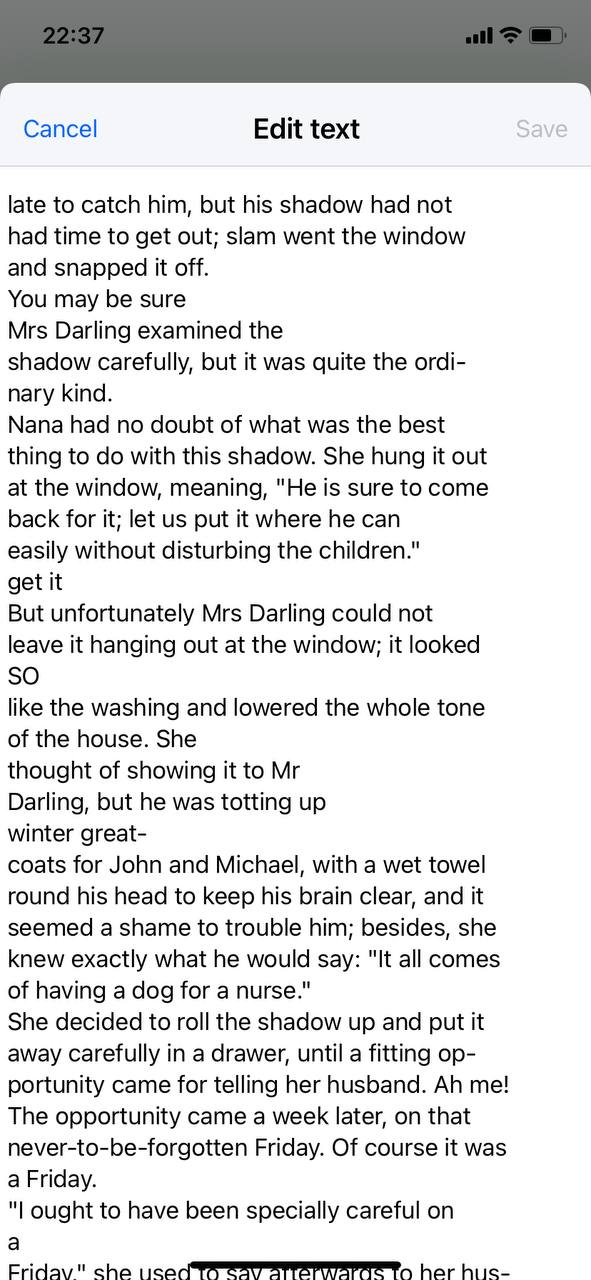 22:37
Cancel
Edit text
Save
late to catch him, but his shadow had not
had time to get out; slam went the window
and snapped it off.
You may be sure
Mrs Darling examined the
shadow carefully, but it was quite the ordi-
nary kind.
Nana had no doubt of what was the best
thing to do with this shadow. She hung it out
at the window, meaning, "He is sure to come
back for it; let us put it where he can
easily without disturbing the children."
get it
But unfortunately Mrs Darling could not
leave it hanging out at the window; it looked
SO
like the washing and lowered the whole tone
of the house. She
thought of showing it to Mr
Darling, but he was totting up
winter great-
coats for John and Michael, with a wet towel
round his head to keep his brain clear, and it
seemed a shame to trouble him; besides, she
knew exactly what he would say: "It all comes
of having a dog for a nurse."
She decided to roll the shadow up and put it
away carefully in a drawer, until a fitting op-
portunity came for telling her husband. Ah me!
The opportunity came a week later, on that
never-to-be-forgotten Friday. Of course it was
a Friday.
"I ought to have been specially careful on
a
Friday," she used to say afterwards to her hus-